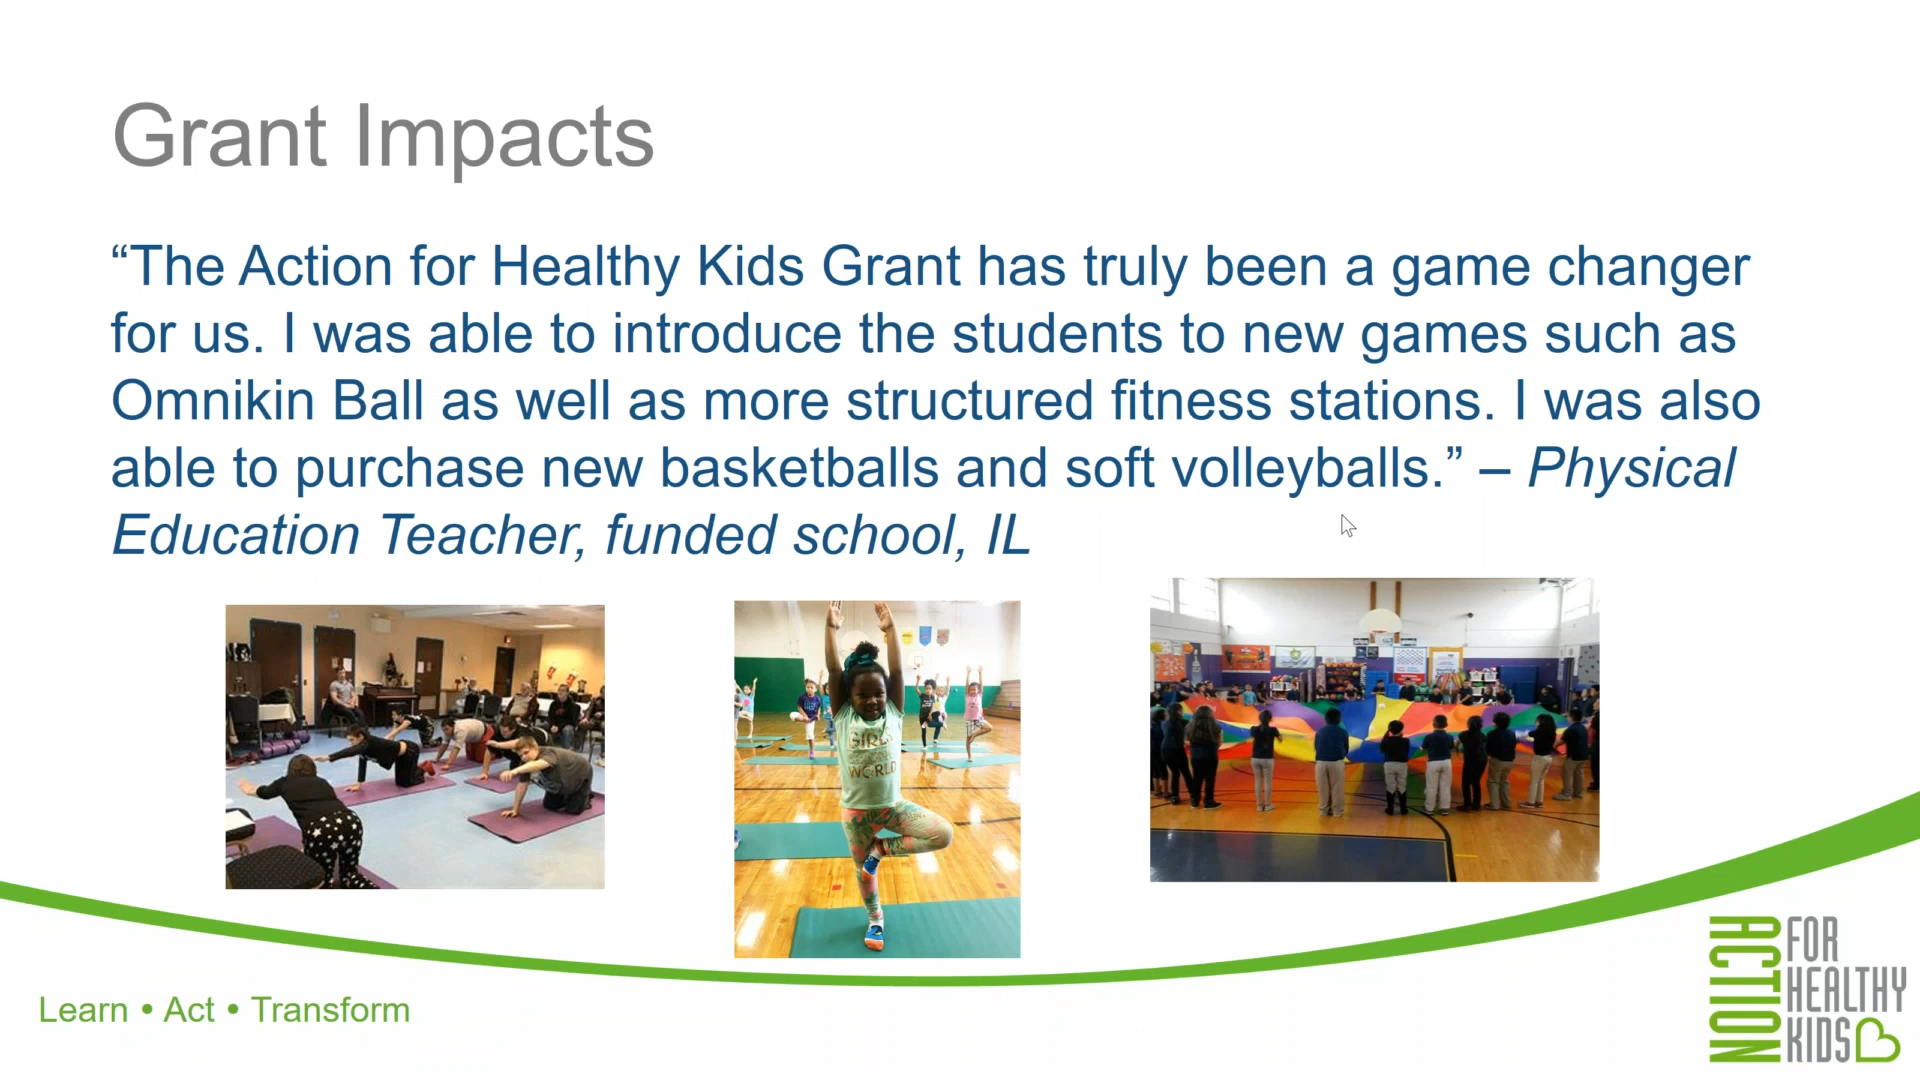 Grant Impacts
“The Action for Healthy Kids Grant has truly been a game changer
for us. I was able to introduce the students to new games such as
Omnikin Ball as well as more structured fitness stations. I was also
able to purchase new basketballs and soft volleyballs.” – Physical
Education Teacher, funded school, IL
GIRLS
WORLD
Learn • Act • Transform
ACTION
FOR
HEALTHY
KIDS